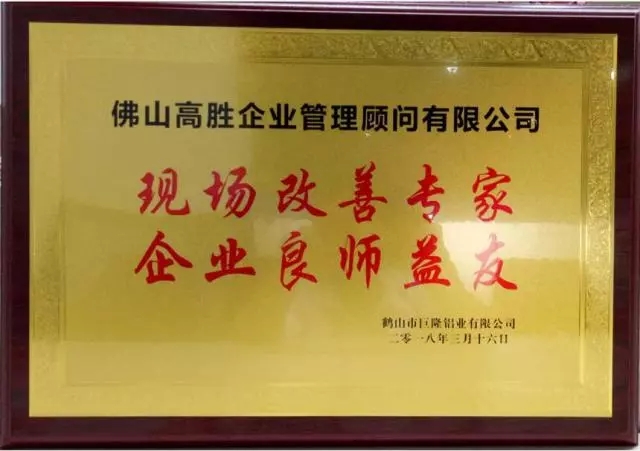 佛山高胜企业管理顾问有限公司
现场改善专家
企业良师益友
鹤山市巨隆铝业有限公司
二零一八年三月十六日